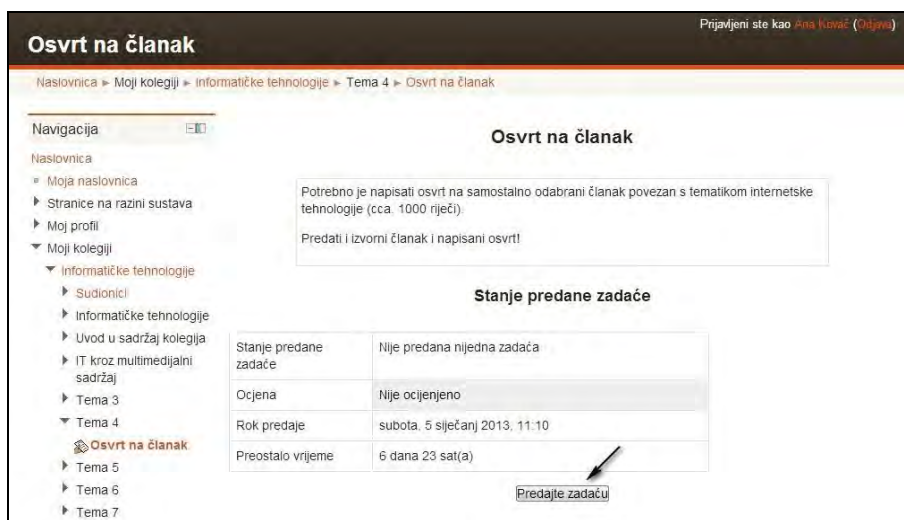 Prijavljeni ste kao Ana Kovač (Odjava)
Osvrt na članak
Naslovnica ► Moji kolegiji ► Informatičke tehnologije ► Tema 4 ► Osvrt na članak
Navigacija
Naslovnica
Moja naslovnica
Stranice na razini sustava
Moj profil
Moji kolegiji
Informatičke tehnologije
Sudionici
Informatičke tehnologije
Uvod u sadržaj kolegija
IT kroz multimedijalni
sadržaj
Tema 3
Tema 4
Osvrt na članak
Tema 5
Tema 6
Tema 7
Osvrt na članak
Potrebno je napisati osvrt na samostalno odabrani članak povezan s tematikom internetske
tehnologije (cca. 1000 riječi).
Predati i izvorni članak i napisani osvrt!
Stanje predane zadaće
Stanje predane
zadaće
Nije predana nijedna zadaća
Ocjena
Nije ocijenjeno
Rok predaje
subota, 5 siječanj 2013, 11:10
Preostalo vrijeme
6 dana 23 sat(a)
Predajte zadaću